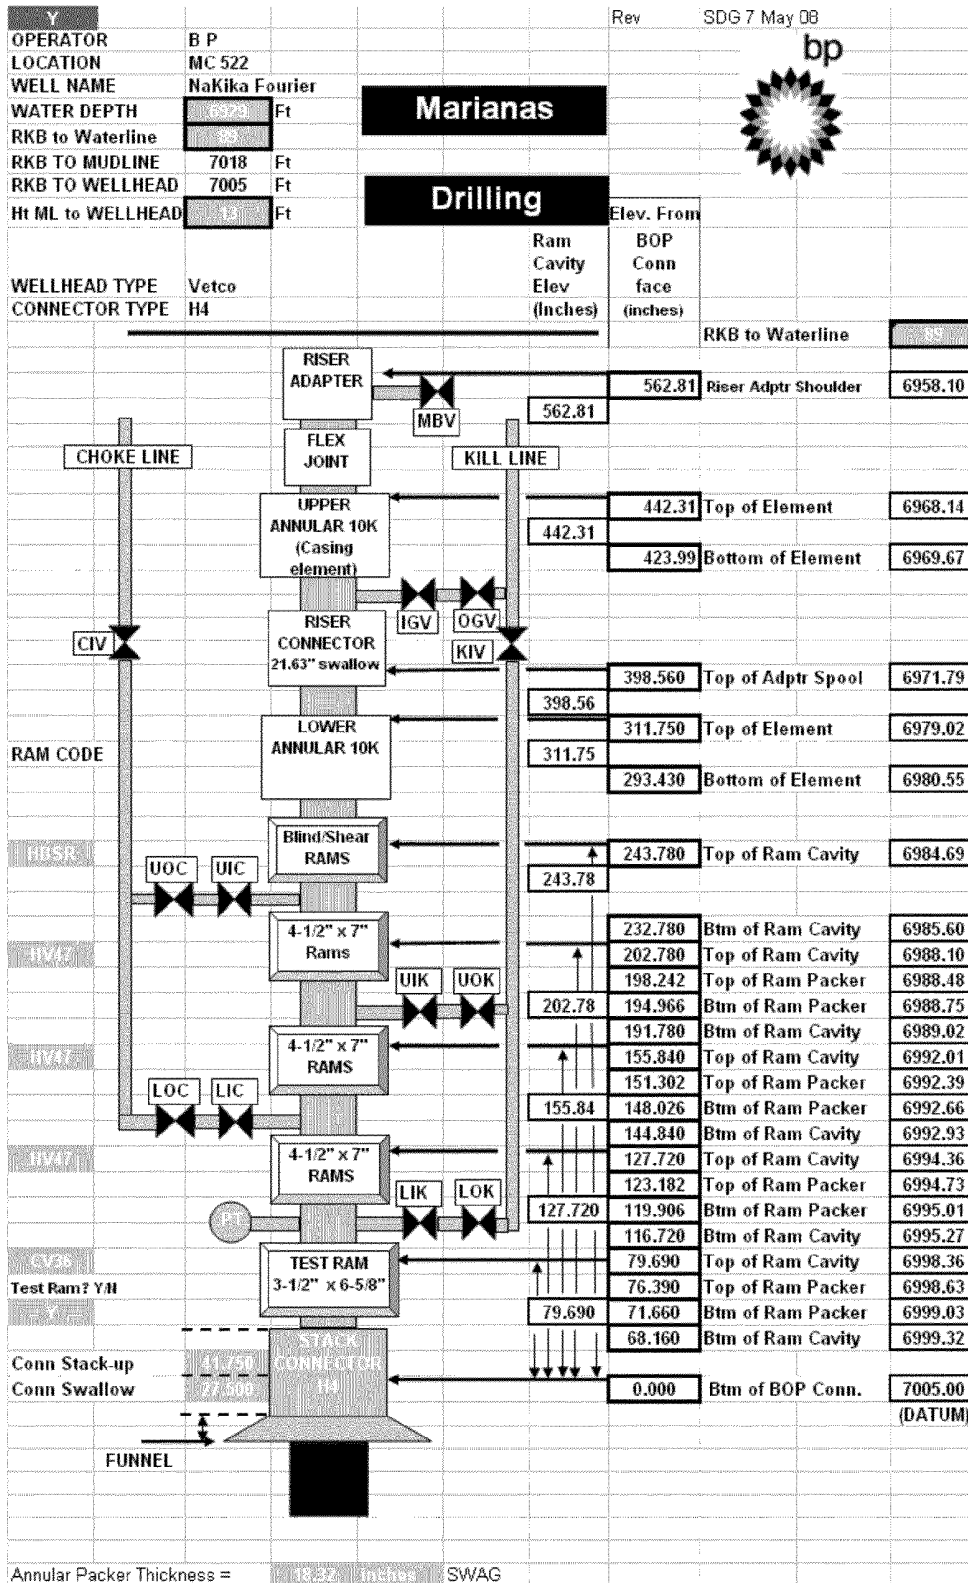 Y Rev SDG 7 May 08
OPERATOR B P
bp
LOCATION MC 522
WELL NAME NaKika Fourier
WATER DEPTH 6929 Ft
Marianas
RKB to Waterline 89
RKB TO MUDLINE 7018 Ft
RKB TO WELLHEAD 7005 Ft
Drilling
Ht ML to WELLHEAD 13 Ft
Elev. From
Ram Cavity Elev (Inches)
BOP Conn face (inches)
WELLHEAD TYPE Vetco
CONNECTOR TYPE H4
RKB to Waterline 89
RISER ADAPTER
562.81 Riser Adptr Shoulder 6958.10
MBV
562.81
CHOKE LINE
FLEX JOINT
KILL LINE
UPPER ANNULAR 10K (Casing element)
442.31 Top of Element 6968.14
442.31
423.99 Bottom of Element 6969.67
IGV OGV
RISER CONNECTOR 21.63" swallow
CIV
KIV
398.560 Top of Adptr Spool 6971.79
398.56
LOWER ANNULAR 10K
311.750 Top of Element 6979.02
RAM CODE
311.75
293.430 Bottom of Element 6980.55
Blind/Shear RAMS
HBSR
243.780 Top of Ram Cavity 6984.69
UOC UIC
243.78
4-1/2" x 7" Rams
232.780 Btm of Ram Cavity 6985.60
HV47
202.780 Top of Ram Cavity 6988.10
UIK UOK
198.242 Top of Ram Packer 6988.48
202.78
194.966 Btm of Ram Packer 6988.75
191.780 Btm of Ram Cavity 6989.02
4-1/2" x 7" RAMS
HV47
155.840 Top of Ram Cavity 6992.01
LOC LIC
151.302 Top of Ram Packer 6992.39
155.84
148.026 Btm of Ram Packer 6992.66
144.840 Btm of Ram Cavity 6992.93
4-1/2" x 7" RAMS
HV47
127.720 Top of Ram Cavity 6994.36
LIK LOK
123.182 Top of Ram Packer 6994.73
127.720
119.906 Btm of Ram Packer 6995.01
PT
116.720 Btm of Ram Cavity 6995.27
TEST RAM 3-1/2" x 6-5/8"
CV36
79.690 Top of Ram Cavity 6998.36
Test Ram? Y/N
76.390 Top of Ram Packer 6998.63
Y
79.690
71.660 Btm of Ram Packer 6999.03
68.160 Btm of Ram Cavity 6999.32
STACK CONNECTOR H4
Conn Stack-up 41.750
Conn Swallow 27.500
0.000 Btm of BOP Conn. 7005.00
(DATUM)
FUNNEL
Annular Packer Thickness = 18.32 Inches SWAG